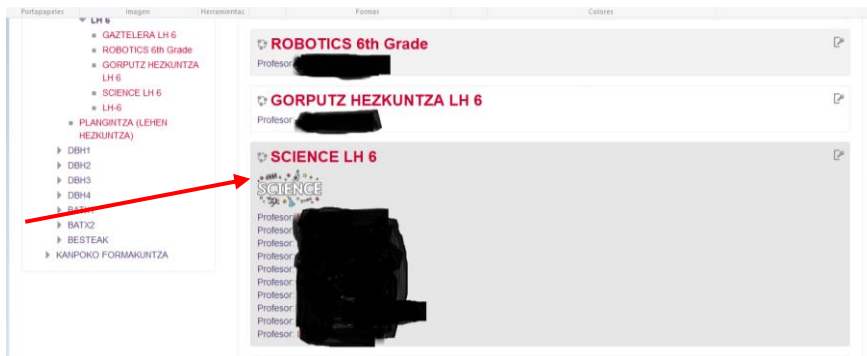 Portapapeles Imagen Herramientas Formas Colores
LH 6
GAZTELERA LH 6
ROBOTICS 6th Grade
GORPUTZ HEZKUNTZA
LH 6
SCIENCE LH 6
LH-6
PLANGINTZA (LEHEN
HEZKUNTZA)
DBH1
DBH2
DBH3
DBH4
BATX1
BATX2
BESTEAK
KANPOKO FORMAKUNTZA
ROBOTICS 6th Grade
Profesor:
GORPUTZ HEZKUNTZA LH 6
Profesor:
SCIENCE LH 6
SCIENCE
Profesor:
Profesor:
Profesor:
Profesor:
Profesor:
Profesor:
Profesor:
Profesor:
Profesor:
Profesor: